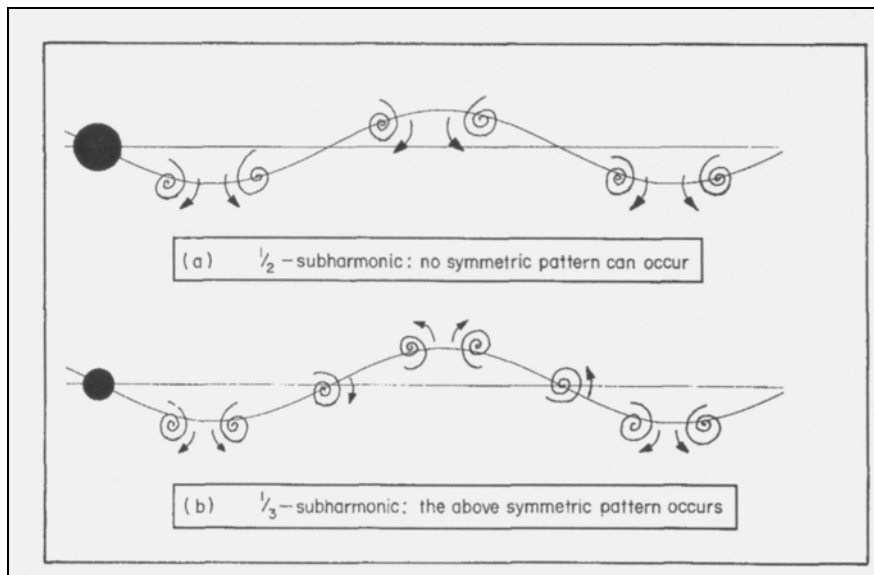 (a) ½ – subharmonic: no symmetric pattern can occur
(b) ⅓ – subharmonic: the above symmetric pattern occurs